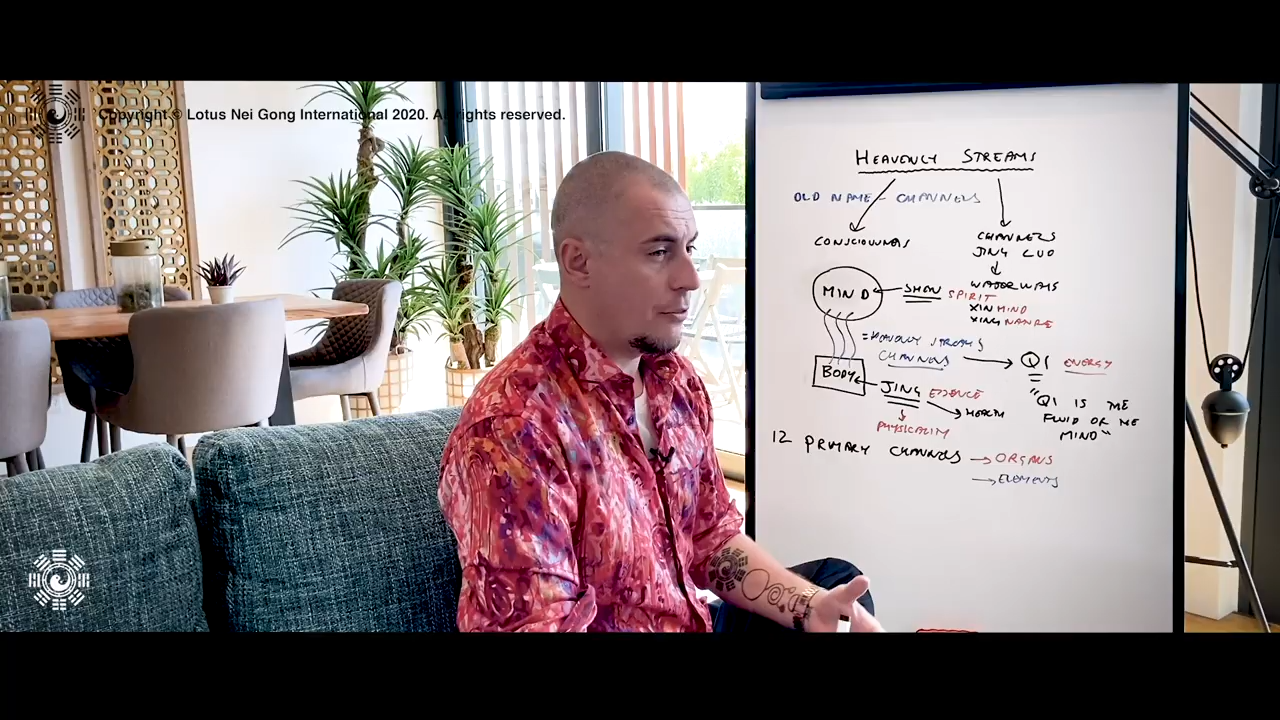 Copyright © Lotus Nei Gong International 2020. All rights reserved.
HEAVENLY STREAMS
OLD NAME - CHANNELS
CONSCIOUSNESS
CHANNELS
JING LUO
WATERWAYS
MIND
SHEN SPIRIT
XIN MIND
XING NATURE
= HEAVENLY STREAMS
CHANNELS
QI ENERGY
BODY
JING ESSENCE
HEALTH
PHYSICALITY
"QI IS THE
FLUID OF THE
MIND"
12 PRIMARY CHANNELS
ORGANS
ELEMENTS